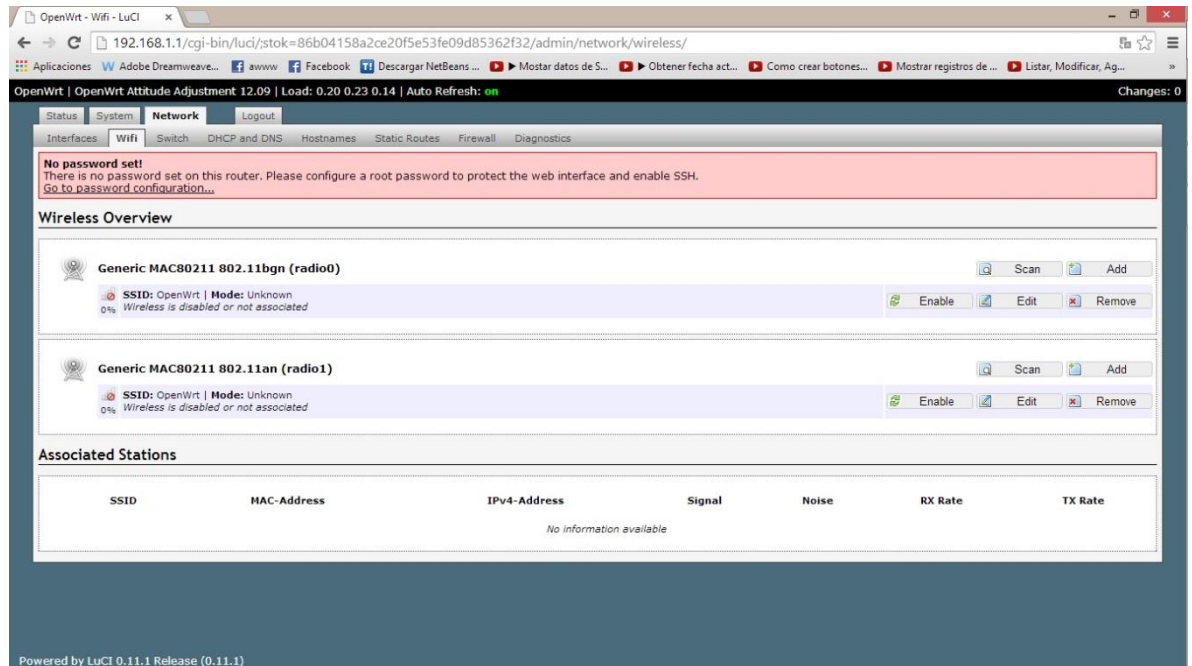 OpenWrt - Wifi - LuCI
192.168.1.1/cgi-bin/luci/;stok=86b04158a2ce20f5e53fe09d85362f32/admin/network/wireless/
Aplicaciones Adobe Dreamweave... awww Facebook Descargar NetBeans ... ▶ Mostar datos de S... ▶ Obtener fecha act... Como crear botones... Mostrar registros de ... Listar, Modificar, Ag... »
OpenWrt | OpenWrt Attitude Adjustment 12.09 | Load: 0.20 0.23 0.14 | Auto Refresh: on Changes: 0
Status System Network Logout
Interfaces Wifi Switch DHCP and DNS Hostnames Static Routes Firewall Diagnostics
No password set!
There is no password set on this router. Please configure a root password to protect the web interface and enable SSH.
Go to password configuration...
Wireless Overview
Generic MAC80211 802.11bgn (radio0) Scan Add
SSID: OpenWrt | Mode: Unknown
0% Wireless is disabled or not associated
Enable Edit Remove
Generic MAC80211 802.11an (radio1) Scan Add
SSID: OpenWrt | Mode: Unknown
0% Wireless is disabled or not associated
Enable Edit Remove
Associated Stations
SSID MAC-Address IPv4-Address Signal Noise RX Rate TX Rate
No information available
Powered by LuCI 0.11.1 Release (0.11.1)